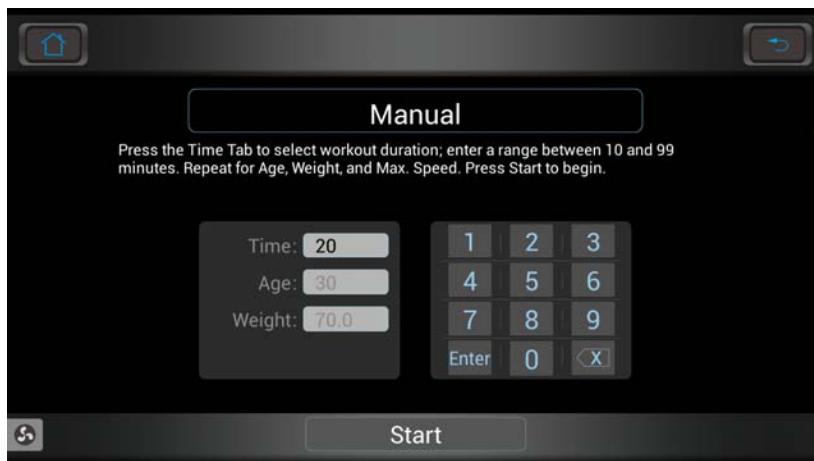 Manual
Press the Time Tab to select workout duration; enter a range between 10 and 99
minutes. Repeat for Age, Weight, and Max. Speed. Press Start to begin.
Time: 20
Age: 30
Weight: 70.0
1 2 3
4 5 6
7 8 9
Enter 0 X
Start